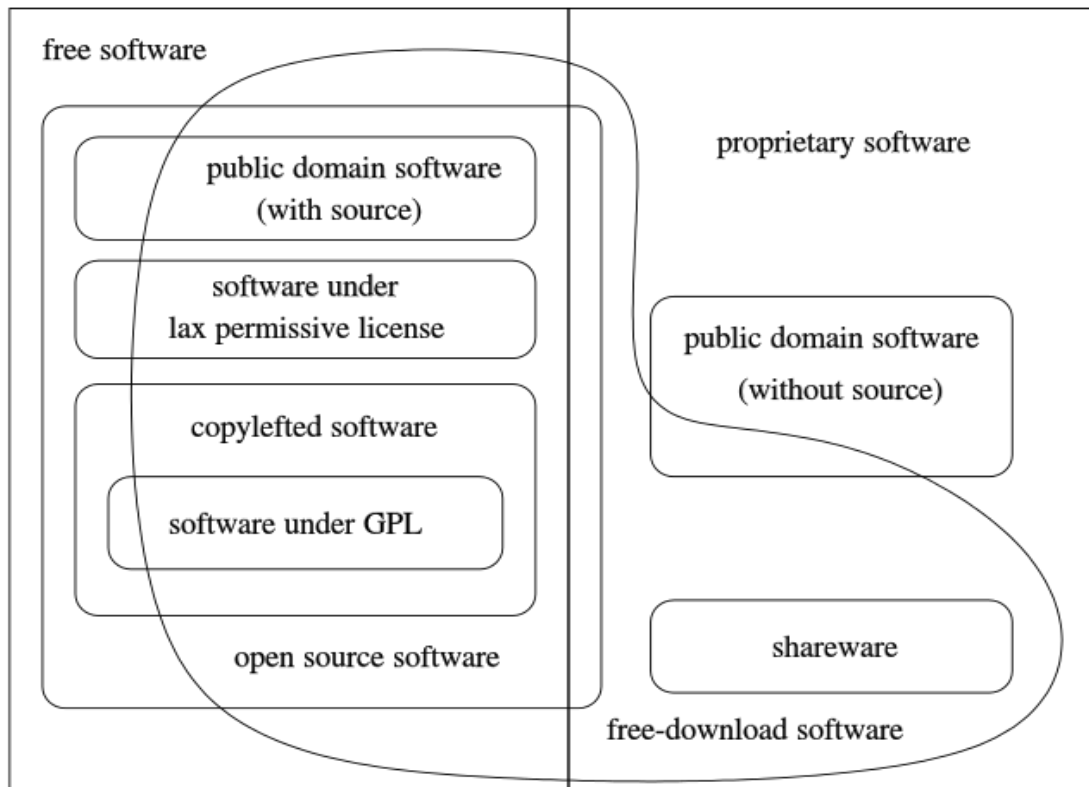 free software
proprietary software
public domain software
(with source)
software under
lax permissive license
public domain software
(without source)
copylefted software
software under GPL
open source software
shareware
free-download software